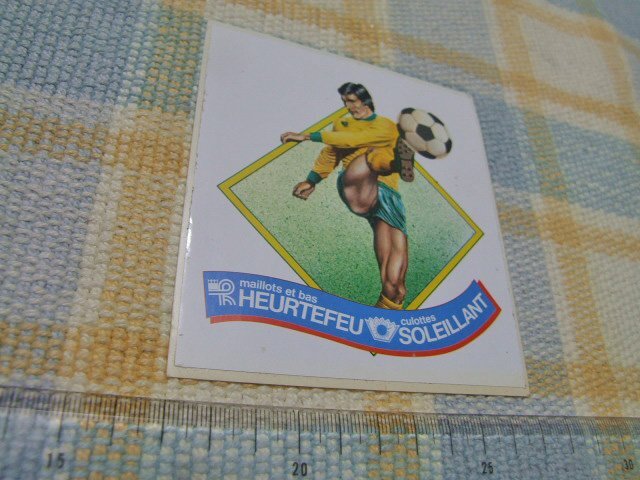 maillots et bas
HEURTEFEU
culottes
SOLEILLANT
15 20 25 30